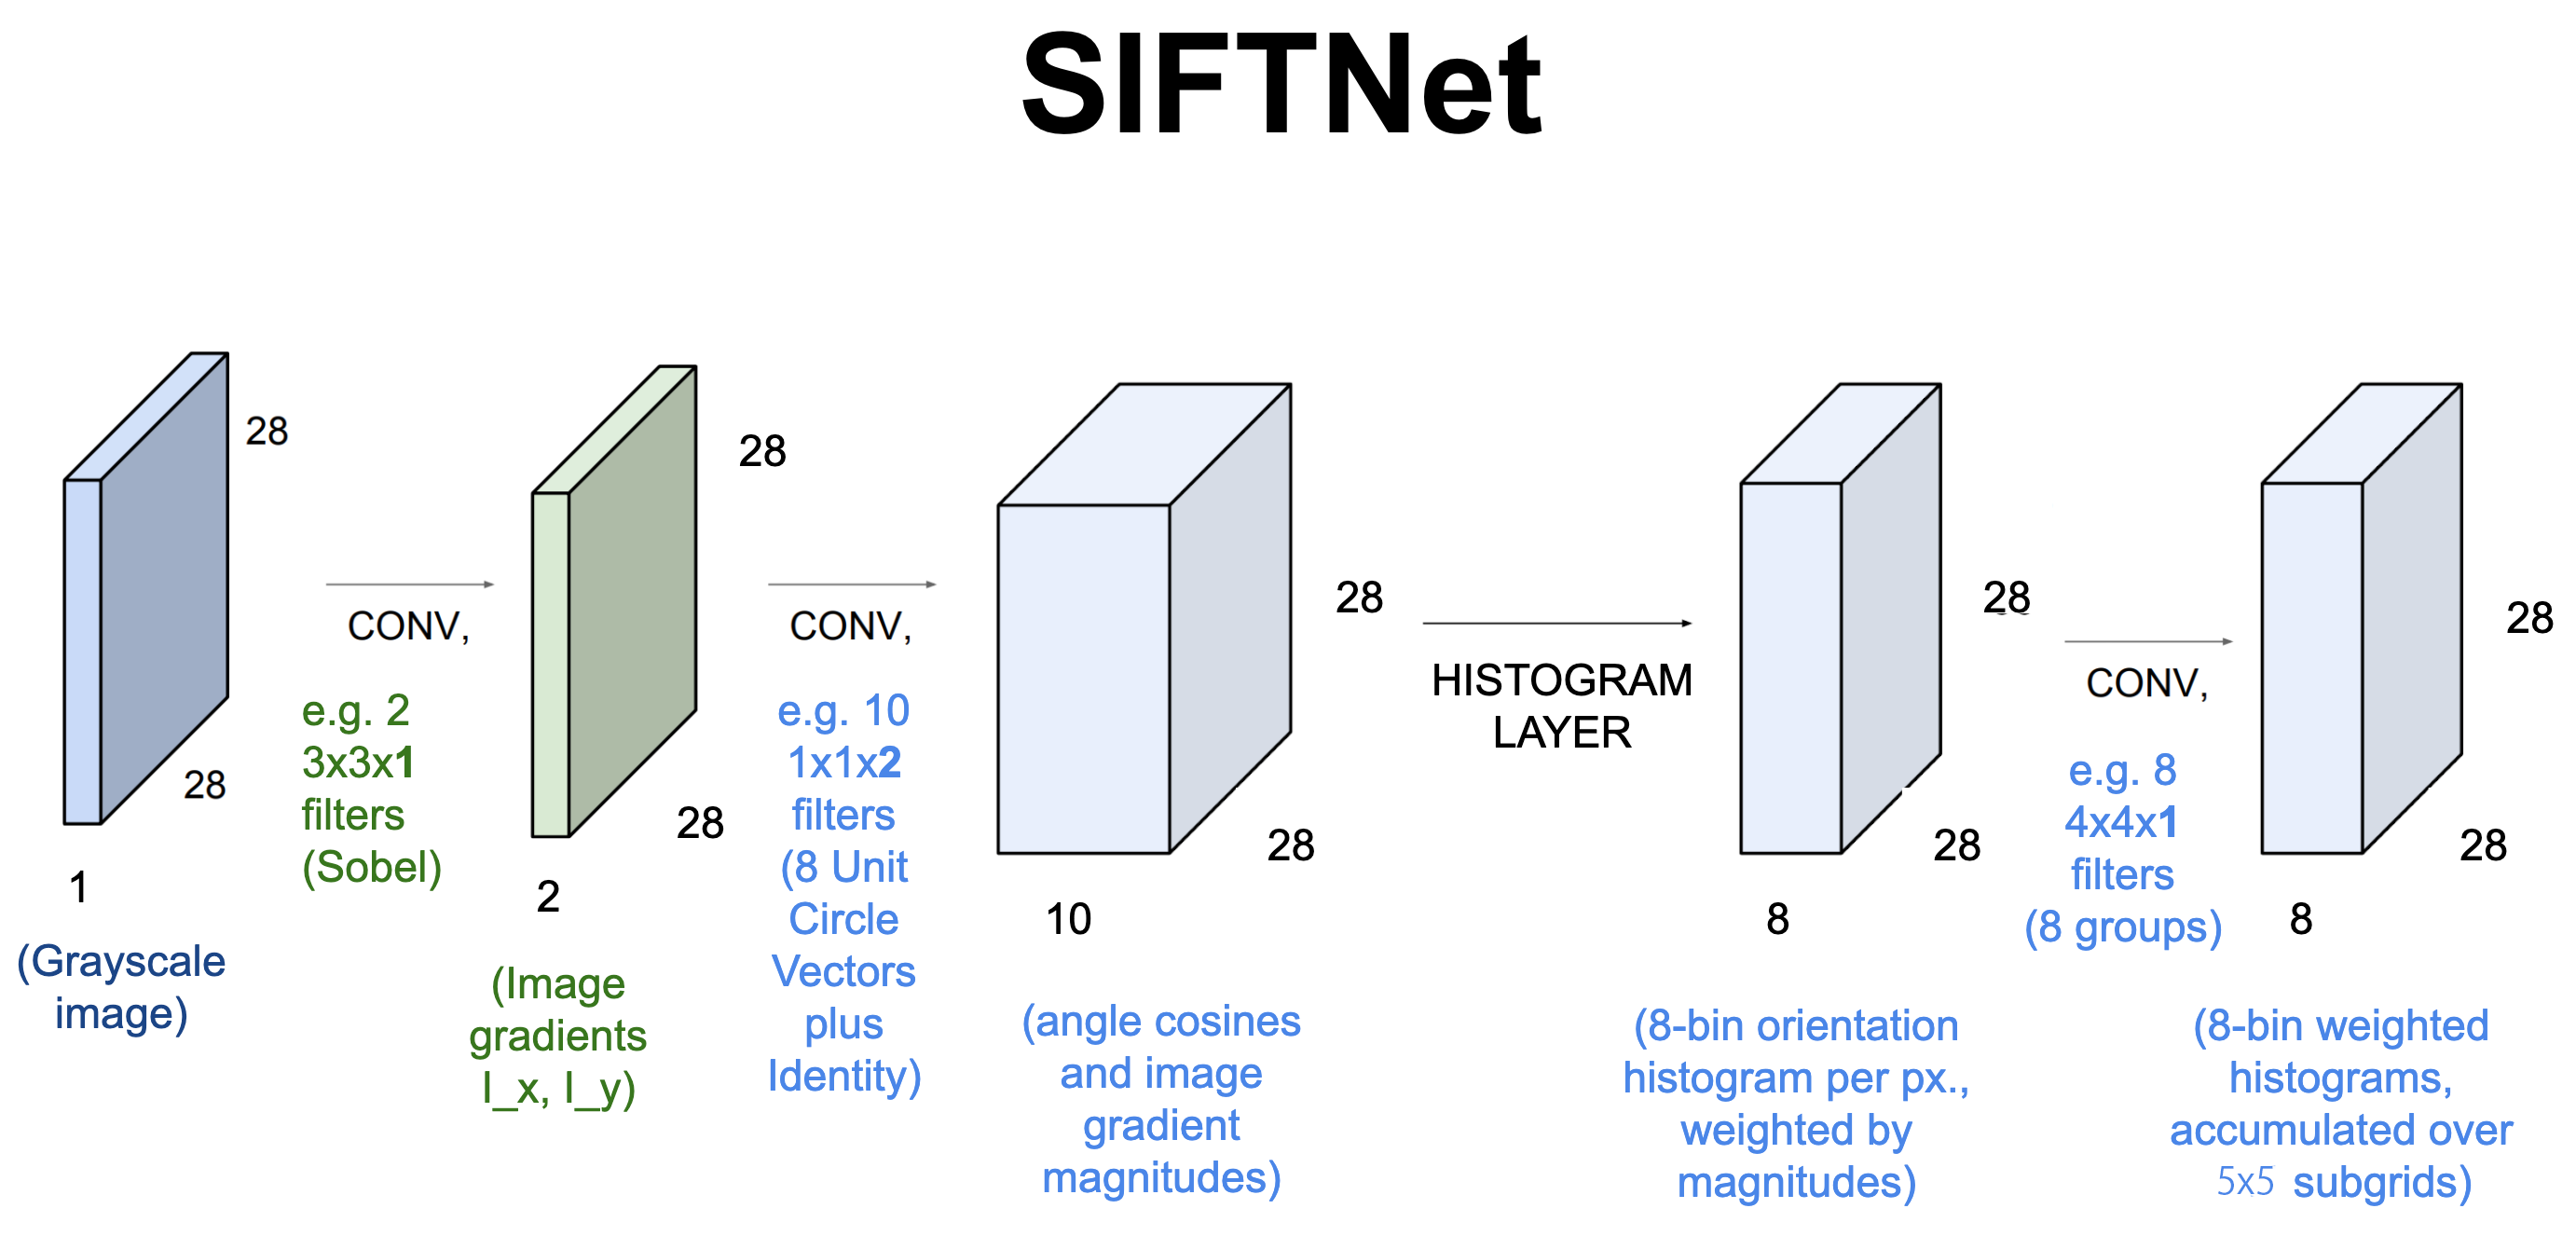 SIFTNet
28
28
1
(Grayscale
image)
CONV,
e.g. 2
3x3x1
filters
(Sobel)
28
28
2
(Image
gradients
I_x, I_y)
CONV,
e.g. 10
1x1x2
filters
(8 Unit
Circle
Vectors
plus
Identity)
28
28
10
(angle cosines
and image
gradient
magnitudes)
HISTOGRAM
LAYER
28
28
8
(8-bin orientation
histogram per px.,
weighted by
magnitudes)
CONV,
e.g. 8
4x4x1
filters
(8 groups)
28
28
8
(8-bin weighted
histograms,
accumulated over
5x5 subgrids)